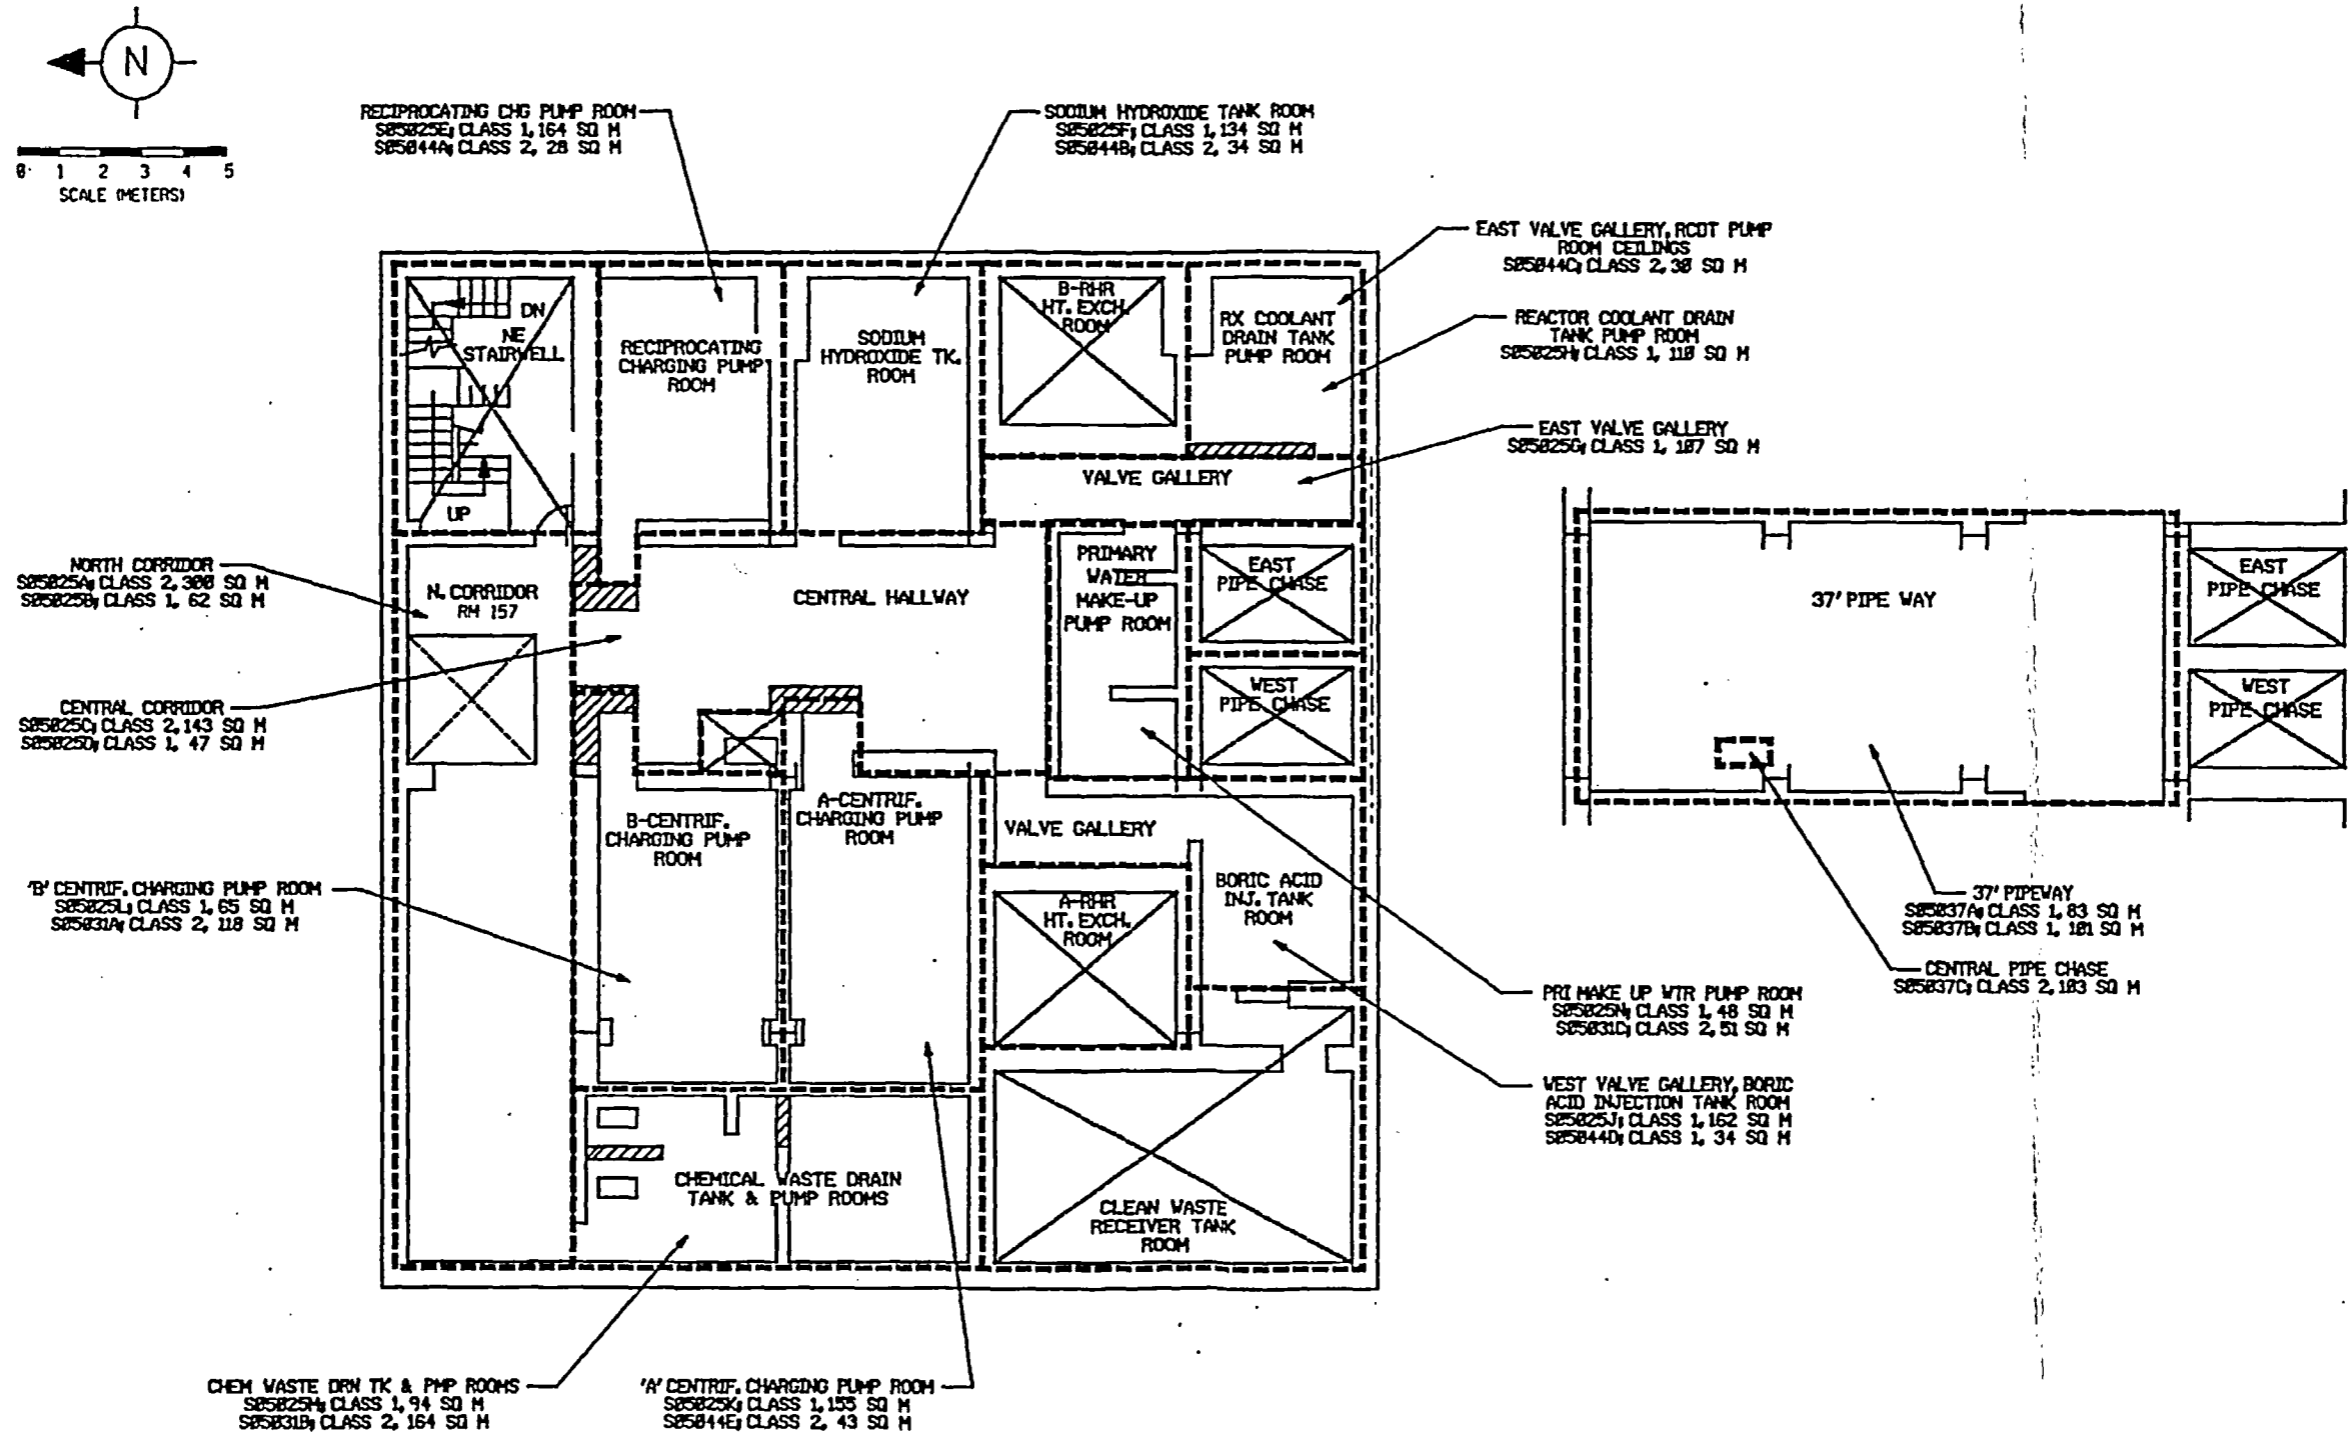 N
0 1 2 3 4 5
SCALE (METERS)
RECIPROCATING CHG PUMP ROOM
S05025E; CLASS 1, 164 SQ M
S05044A; CLASS 2, 28 SQ M
SODIUM HYDROXIDE TANK ROOM
S05025F; CLASS 1, 134 SQ M
S05044B; CLASS 2, 34 SQ M
EAST VALVE GALLERY, RCDT PUMP
ROOM CEILINGS
S05044C; CLASS 2, 30 SQ M
REACTOR COOLANT DRAIN
TANK PUMP ROOM
S05025H; CLASS 1, 110 SQ M
EAST VALVE GALLERY
S05025G; CLASS 1, 107 SQ M
DN
NE
STAIRWELL
UP
RECIPROCATING
CHARGING PUMP
ROOM
SODIUM
HYDROXIDE TK.
ROOM
B-RHR
HT. EXCH.
ROOM
RX COOLANT
DRAIN TANK
PUMP ROOM
VALVE GALLERY
NORTH CORRIDOR
S05025A; CLASS 2, 300 SQ M
S05025B; CLASS 1, 62 SQ M
N. CORRIDOR
RM 157
CENTRAL HALLWAY
PRIMARY
WATER
MAKE-UP
PUMP ROOM
EAST
PIPE CHASE
WEST
PIPE CHASE
37' PIPE WAY
EAST
PIPE CHASE
WEST
PIPE CHASE
CENTRAL CORRIDOR
S05025C; CLASS 2, 143 SQ M
S05025D; CLASS 1, 47 SQ M
B-CENTRIF.
CHARGING PUMP
ROOM
A-CENTRIF.
CHARGING PUMP
ROOM
VALVE GALLERY
'B' CENTRIF. CHARGING PUMP ROOM
S05025L; CLASS 1, 65 SQ M
S05031A; CLASS 2, 118 SQ M
A-RHR
HT. EXCH.
ROOM
BORIC ACID
INJ. TANK
ROOM
37' PIPEWAY
S05037A; CLASS 1, 83 SQ M
S05037B; CLASS 1, 101 SQ M
CENTRAL PIPE CHASE
S05037C; CLASS 2, 103 SQ M
PRI MAKE UP WTR PUMP ROOM
S05025N; CLASS 1, 48 SQ M
S05031C; CLASS 2, 51 SQ M
WEST VALVE GALLERY, BORIC
ACID INJECTION TANK ROOM
S05025J; CLASS 1, 162 SQ M
S05044D; CLASS 1, 34 SQ M
CHEMICAL WASTE DRAIN
TANK & PUMP ROOMS
CLEAN WASTE
RECEIVER TANK
ROOM
CHEM WASTE DRN TK & PMP ROOMS
S05025M; CLASS 1, 94 SQ M
S05031B; CLASS 2, 164 SQ M
'A' CENTRIF. CHARGING PUMP ROOM
S05025K; CLASS 1, 155 SQ M
S05044E; CLASS 2, 43 SQ M